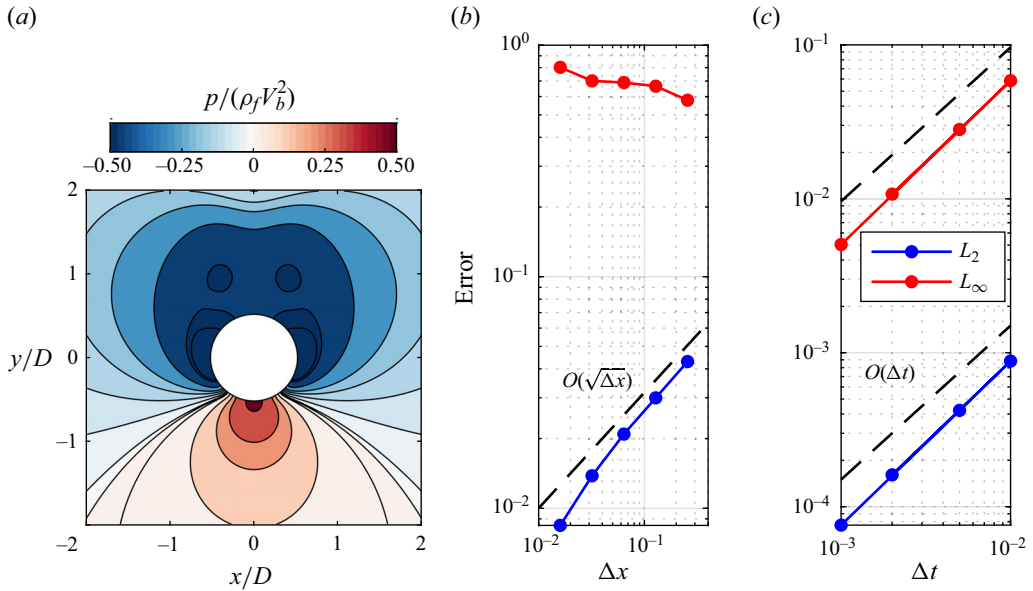 (a)
p/(ρ_f V_b^2)
−0.50 −0.25 0 0.25 0.50
2
1
0
−1
−2
y/D
−2 −1 0 1 2
x/D
(b)
10^0
10^{−1}
10^{−2}
Error
O(√Δx)
10^{−2} 10^{−1}
Δx
(c)
10^{−1}
10^{−2}
10^{−3}
10^{−4}
L_2
L_∞
O(Δt)
10^{−3} 10^{−2}
Δt